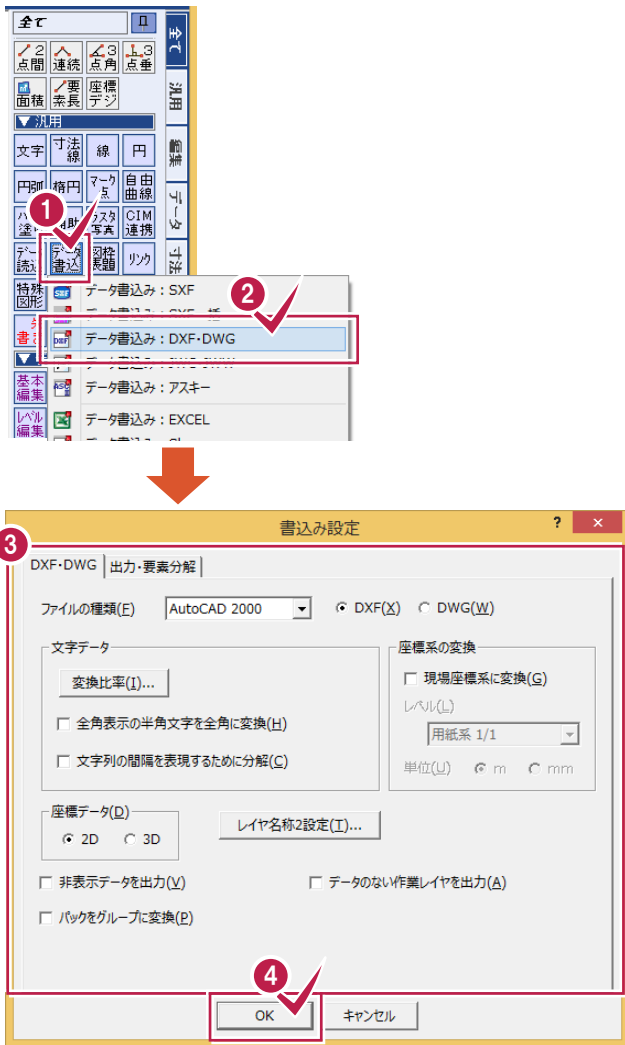 全て
全て
2点間 連続 3点角 3点垂
面積 要素長 座標デジ
汎用
▼ 汎用
文字 寸法線 線 円
編集
円弧 楕円 マーク点 自由曲線
データ
1
CIM連携
データ書込 図枠表題 リンク
寸法
特殊図形
データ書込み:SXF
2
データ書込み:DXF・DWG
基本編集
データ書込み:アスキー
レベル編集
データ書込み:EXCEL
書込み設定 ? ×
3
DXF・DWG 出力・要素分解
ファイルの種類(F) AutoCAD 2000 DXF(X) DWG(W)
文字データ
変換比率(I)...
全角表示の半角文字を全角に変換(H)
文字列の間隔を表現するために分解(C)
座標系の変換
現場座標系に変換(G)
レベル(L)
用紙系 1/1
単位(U) m mm
座標データ(D)
2D 3D
レイヤ名称2設定(T)...
非表示データを出力(V) データのない作業レイヤを出力(A)
パックをグループに変換(P)
4
OK キャンセル